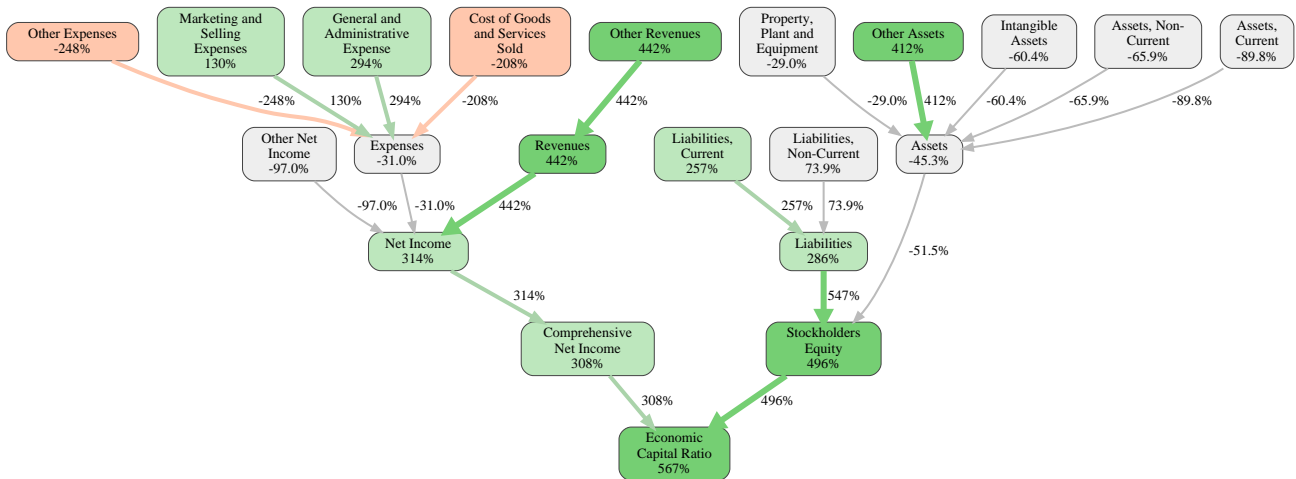 Other Expenses
-248%
Marketing and
Selling
Expenses
130%
General and
Administrative
Expense
294%
Cost of Goods
and Services
Sold
-208%
Other Revenues
442%
Property,
Plant and
Equipment
-29.0%
Other Assets
412%
Intangible
Assets
-60.4%
Assets, Non-
Current
-65.9%
Assets,
Current
-89.8%
-248%
130%
294%
-208%
442%
-29.0%
412%
-60.4%
-65.9%
-89.8%
Other Net
Income
-97.0%
Expenses
-31.0%
Revenues
442%
Liabilities,
Current
257%
Liabilities,
Non-Current
73.9%
Assets
-45.3%
-97.0%
-31.0%
442%
257%
73.9%
-51.5%
Net Income
314%
Liabilities
286%
314%
547%
Comprehensive
Net Income
308%
Stockholders
Equity
496%
308%
496%
Economic
Capital Ratio
567%